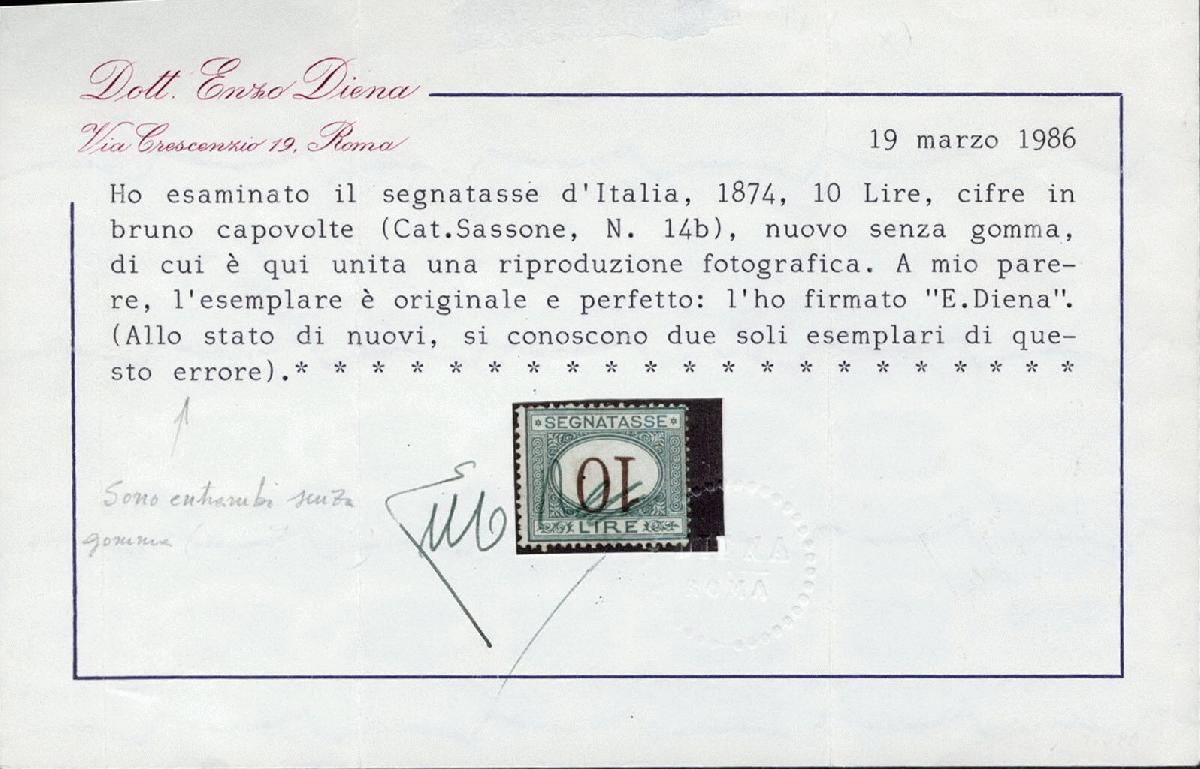 Dott. Enzo Diena
Via Crescenzio 19, Roma
19 marzo 1986
Ho esaminato il segnatasse d'Italia, 1874, 10 Lire, cifre in
bruno capovolte (Cat.Sassone, N. 14b), nuovo senza gomma,
di cui è qui unita una riproduzione fotografica. A mio pare-
re, l'esemplare è originale e perfetto: l'ho firmato "E.Diena".
(Allo stato di nuovi, si conoscono due soli esemplari di que-
sto errore).* * * * * * * * * * * * * * * * * * * * *
Sono entrambi senza
gomma
SEGNATASSE
10
LIRE